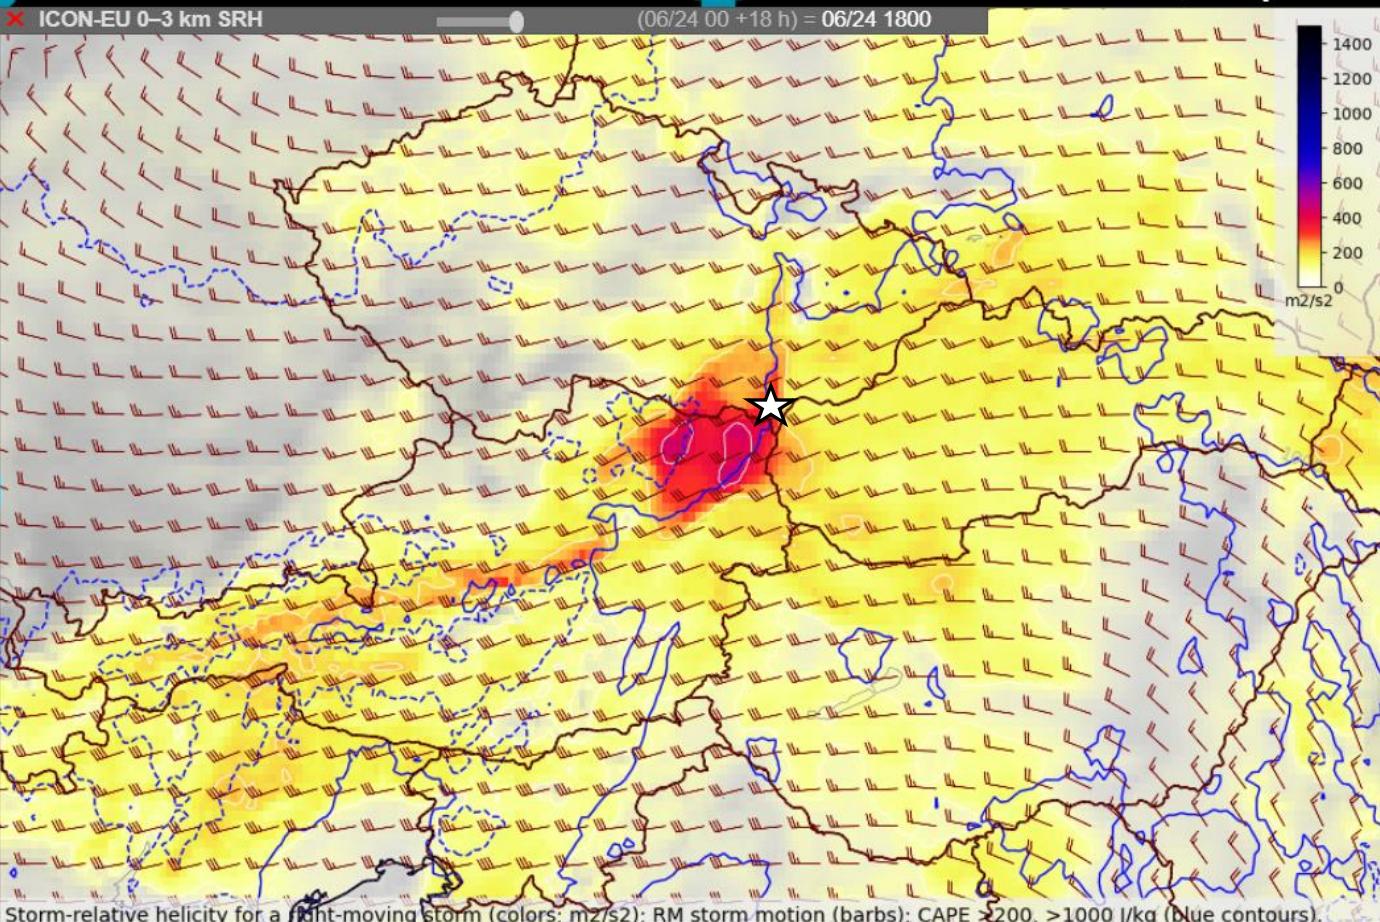 × ICON-EU 0–3 km SRH (06/24 00 +18 h) = 06/24 1800
1400
1200
1000
800
600
400
200
0
m2/s2
Storm-relative helicity for a right-moving storm (colors: m2/s2); RM storm motion (barbs); CAPE >200, >1000 J/kg (blue contours)